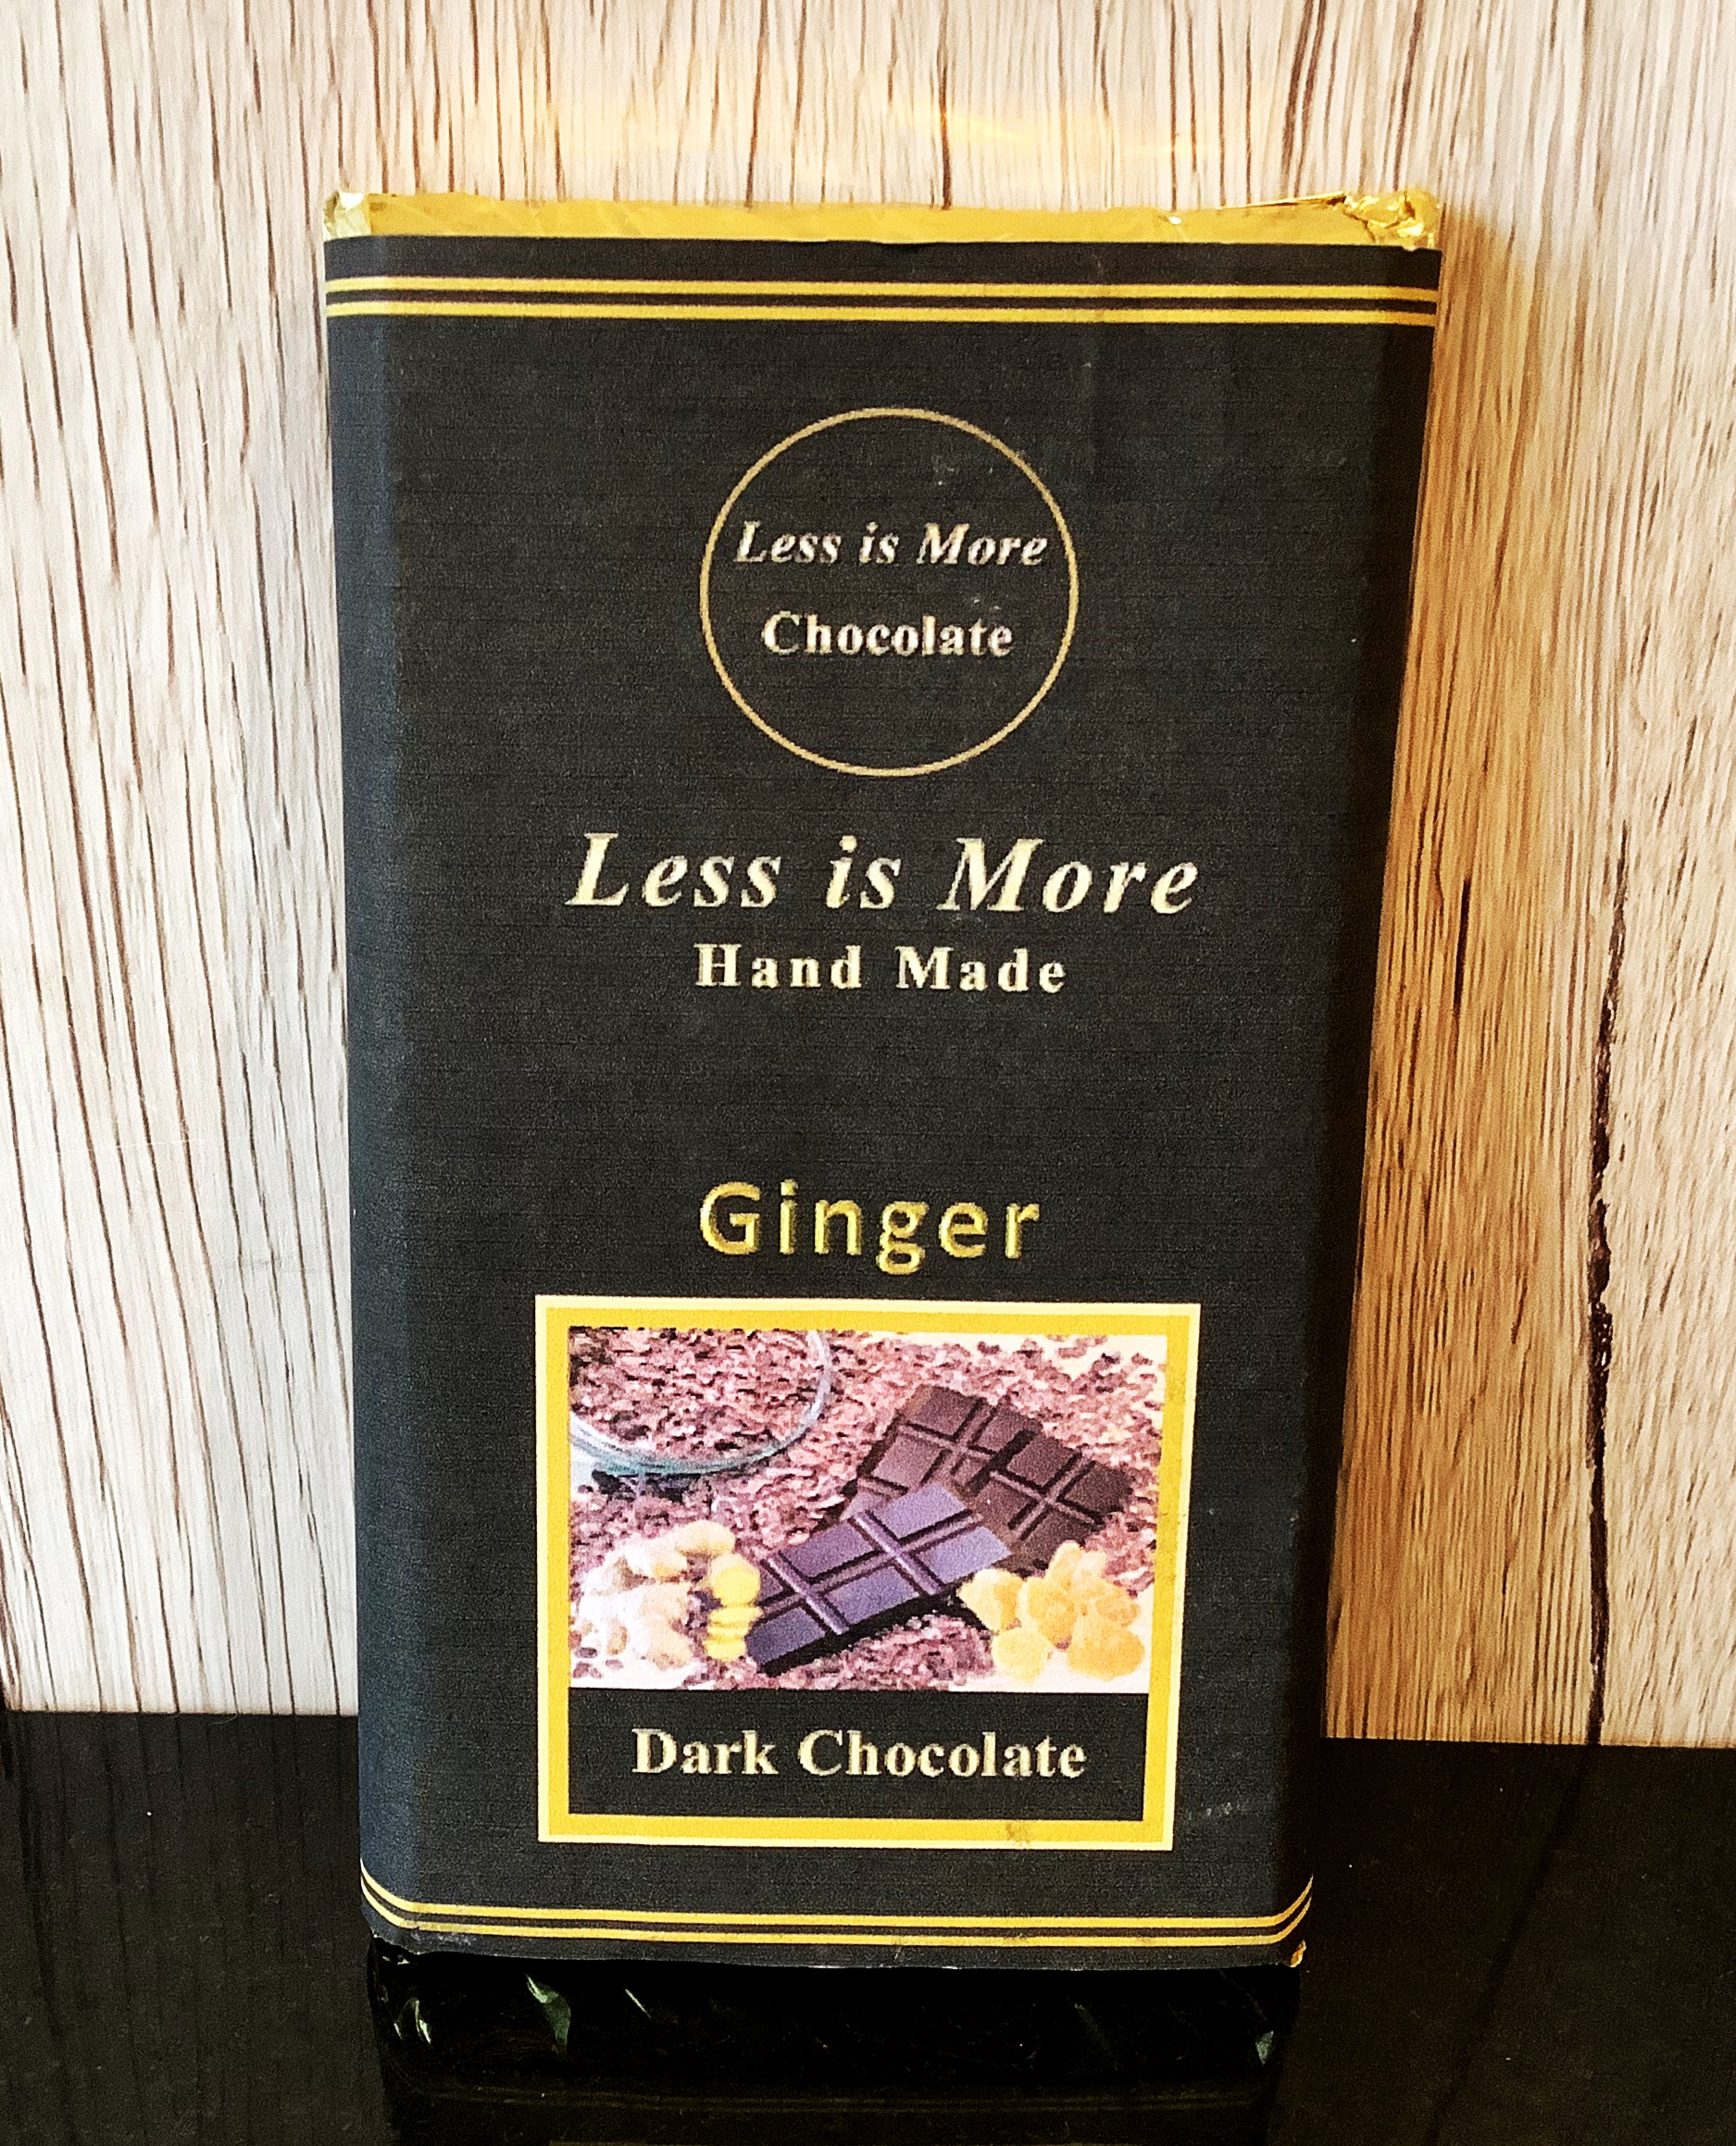 Less is More
Chocolate
Less is More
Hand Made
Ginger
Dark Chocolate